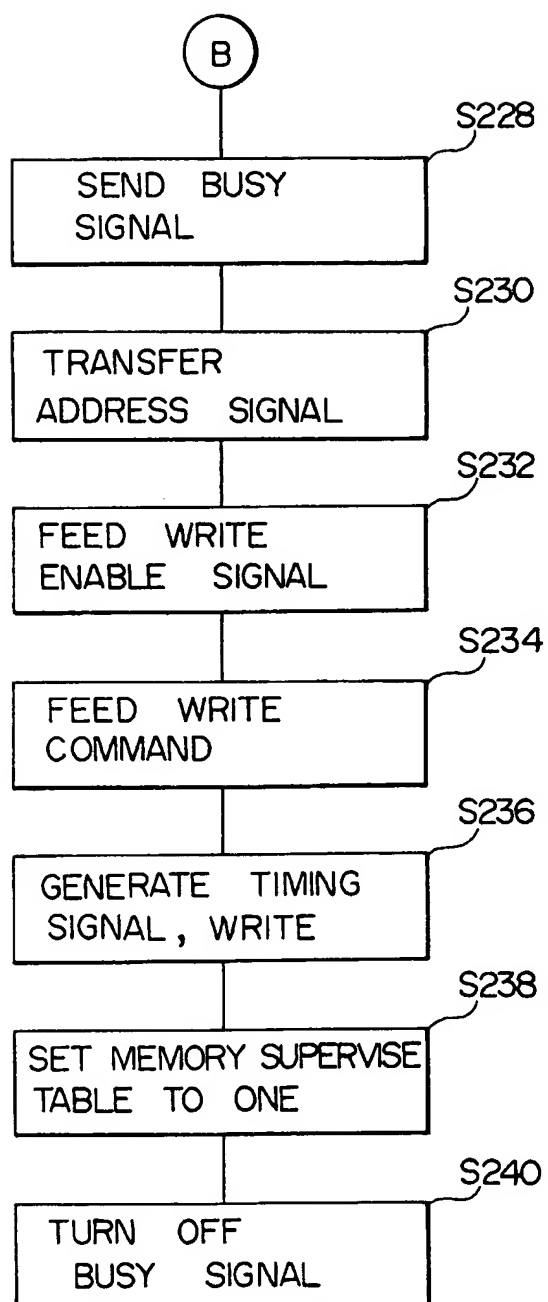 B
S228
SEND BUSY
SIGNAL
S230
TRANSFER
ADDRESS SIGNAL
S232
FEED WRITE
ENABLE SIGNAL
S234
FEED WRITE
COMMAND
S236
GENERATE TIMING
SIGNAL, WRITE
S238
SET MEMORY SUPERVISE
TABLE TO ONE
S240
TURN OFF
BUSY SIGNAL